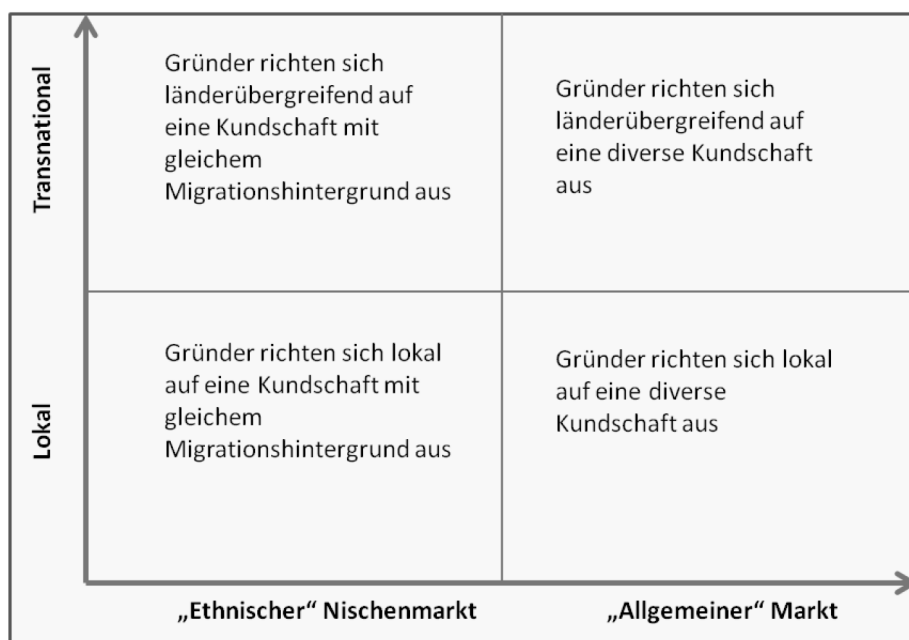 Transnational
Gründer richten sich
länderübergreifend auf
eine Kundschaft mit
gleichem
Migrationshintergrund aus
Gründer richten sich
länderübergreifend auf
eine diverse Kundschaft
aus
Lokal
Gründer richten sich lokal
auf eine Kundschaft mit
gleichem
Migrationshintergrund aus
Gründer richten sich lokal
auf eine diverse
Kundschaft aus
„Ethnischer“ Nischenmarkt
„Allgemeiner“ Markt